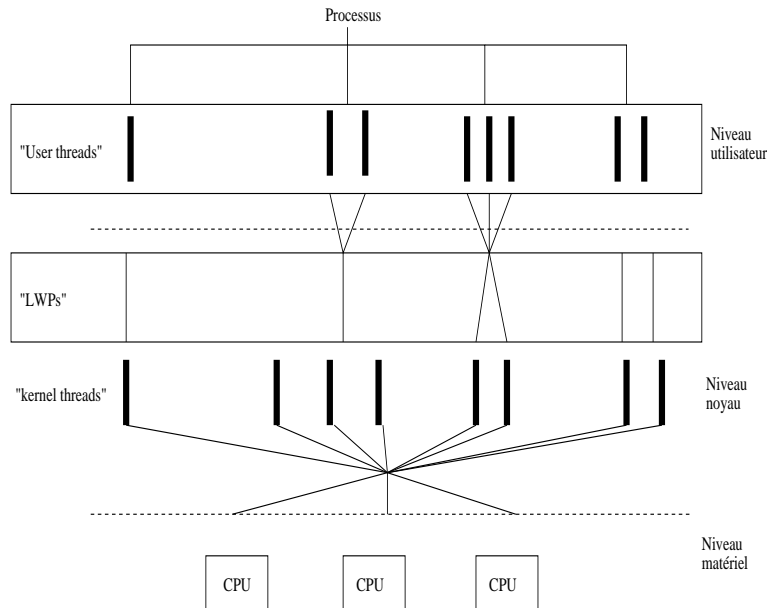 Processus
"User threads"
Niveau
utilisateur
"LWPs"
"kernel threads"
Niveau
noyau
Niveau
matériel
CPU
CPU
CPU